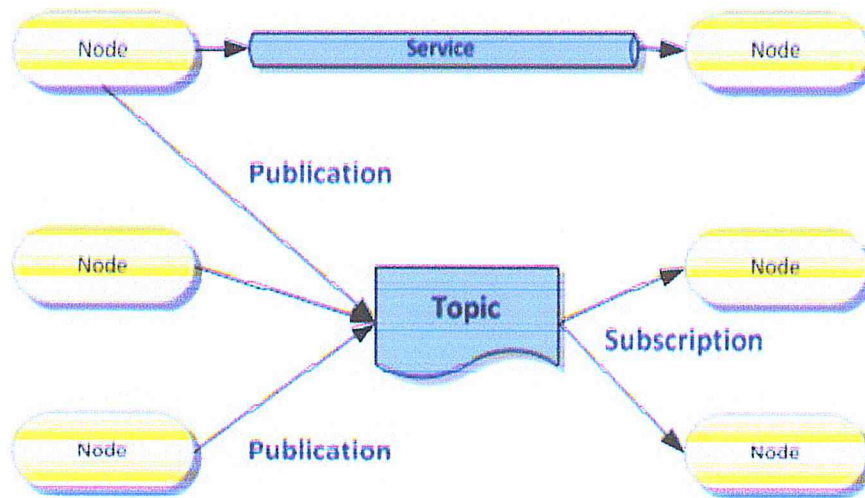 Node
Service
Node
Publication
Node
Node
Topic
Subscription
Node
Publication
Node